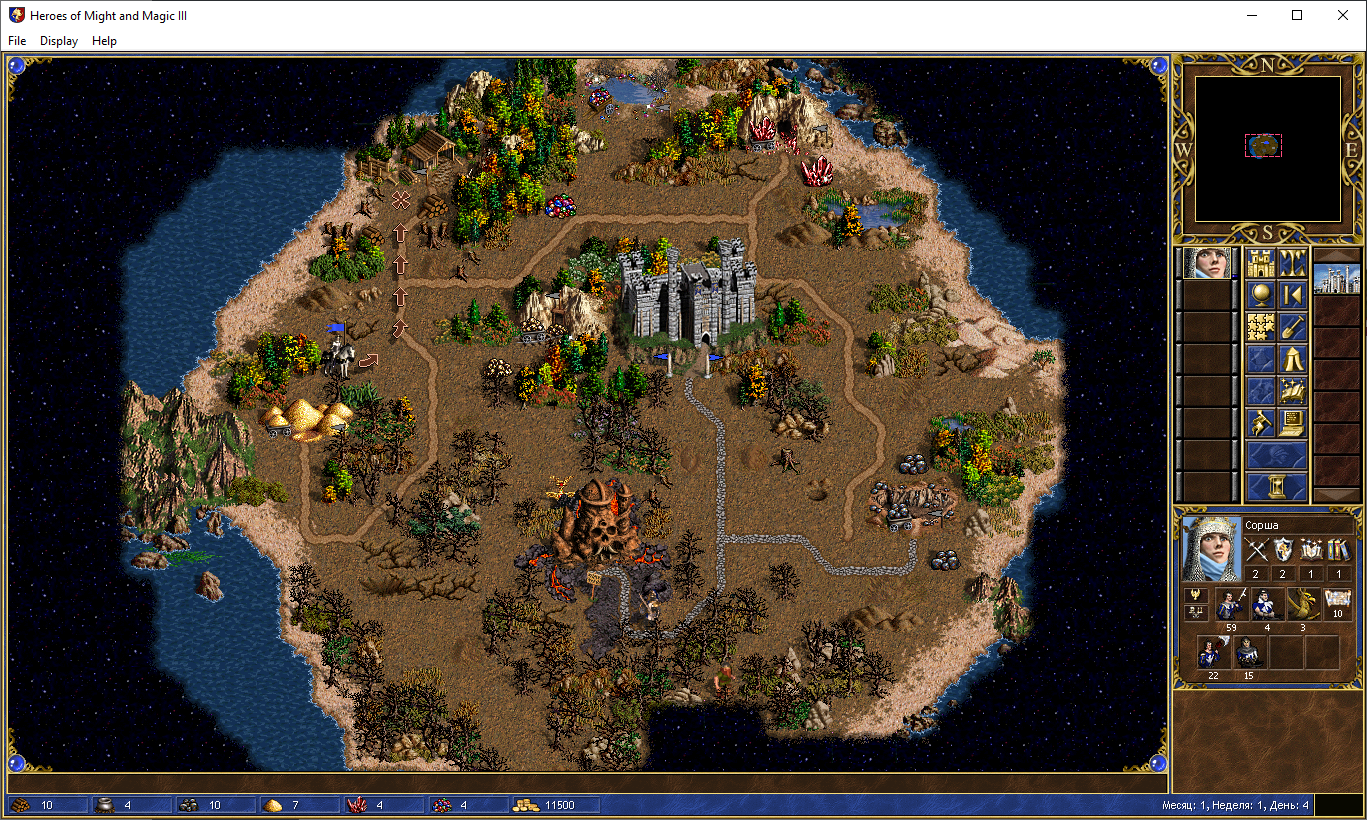 Heroes of Might and Magic III
File Display Help
N
W
E
S
Сорша
2 2 1 1
10
59 4 3
22 15
10 4 10 7 4 4 11500
Месяц: 1, Неделя: 1, День: 4